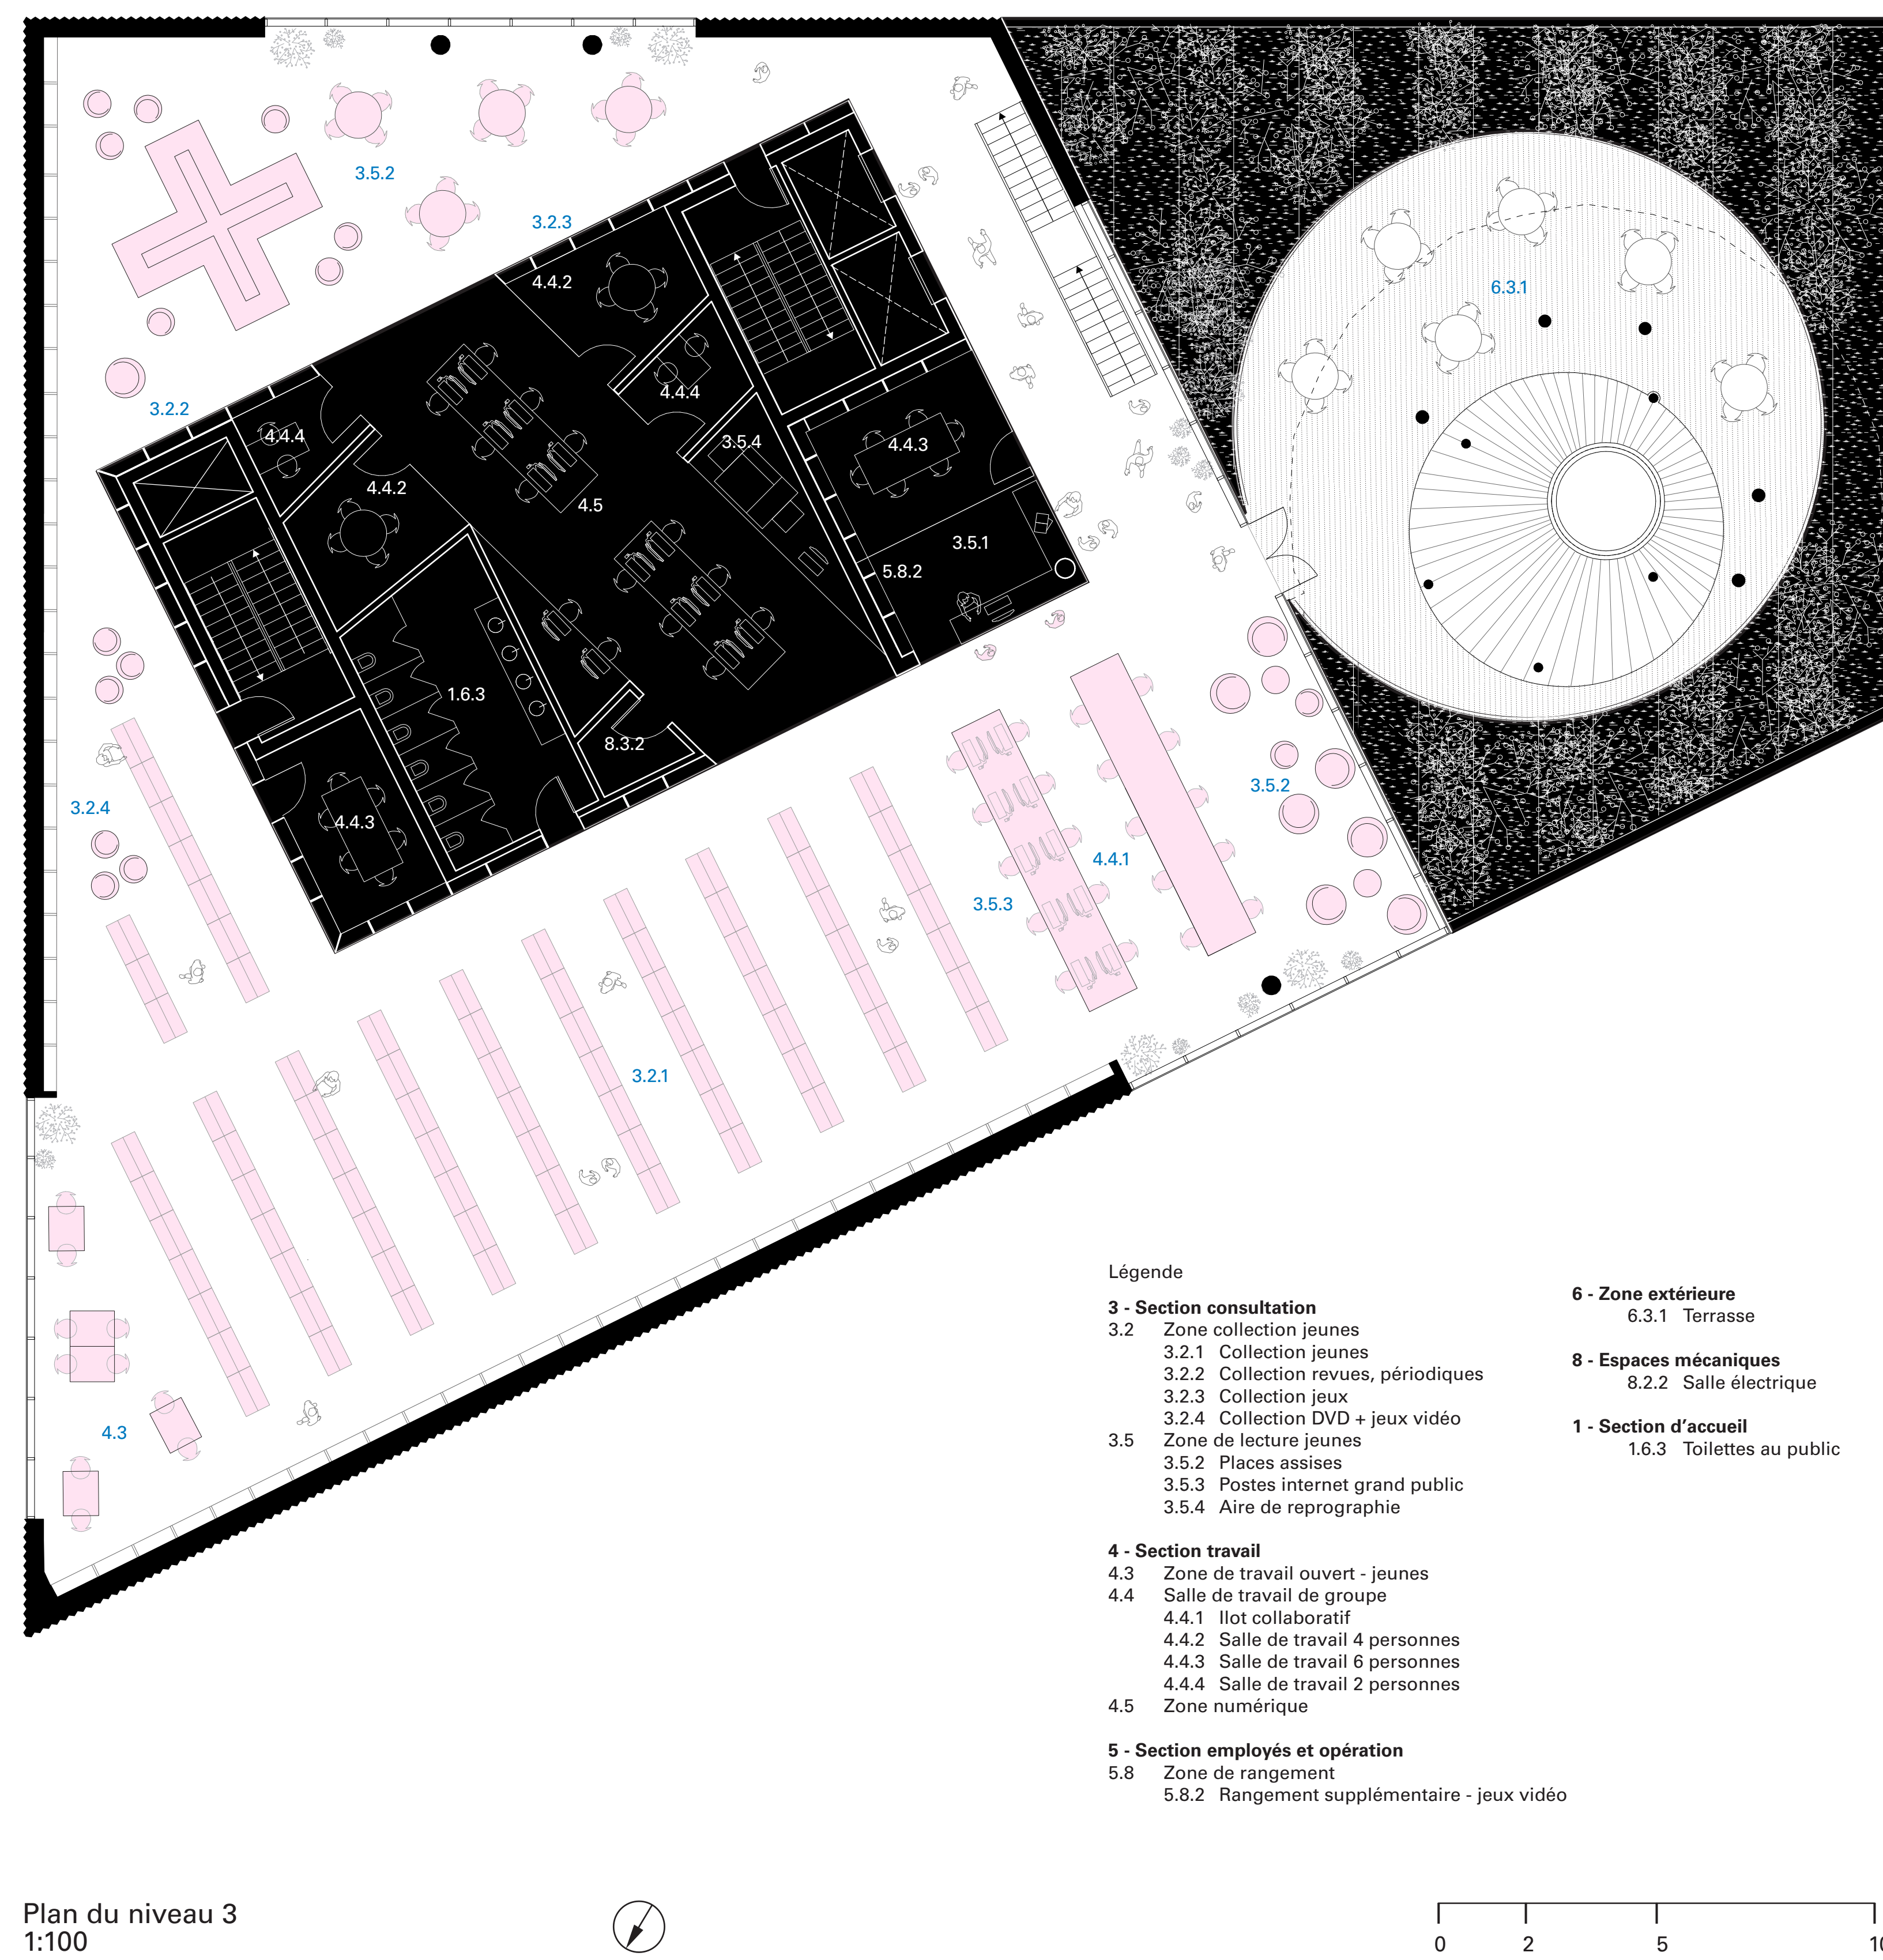 3.5.2
3.2.3
4.4.2
6.3.1
4.4.4
3.2.2
4.4.4
3.5.4
4.4.3
4.4.2
4.5
3.5.1
5.8.2
1.6.3
8.3.2
3.5.2
3.2.4
4.4.3
4.4.1
3.5.3
3.2.1
4.3
Légende
3 - Section consultation
3.2 Zone collection jeunes
3.2.1 Collection jeunes
3.2.2 Collection revues, périodiques
3.2.3 Collection jeux
3.2.4 Collection DVD + jeux vidéo
3.5 Zone de lecture jeunes
3.5.2 Places assises
3.5.3 Postes internet grand public
3.5.4 Aire de reprographie
4 - Section travail
4.3 Zone de travail ouvert - jeunes
4.4 Salle de travail de groupe
4.4.1 Ilot collaboratif
4.4.2 Salle de travail 4 personnes
4.4.3 Salle de travail 6 personnes
4.4.4 Salle de travail 2 personnes
4.5 Zone numérique
5 - Section employés et opération
5.8 Zone de rangement
5.8.2 Rangement supplémentaire - jeux vidéo
6 - Zone extérieure
6.3.1 Terrasse
8 - Espaces mécaniques
8.2.2 Salle électrique
1 - Section d'accueil
1.6.3 Toilettes au public
Plan du niveau 3
1:100
0 2 5 10